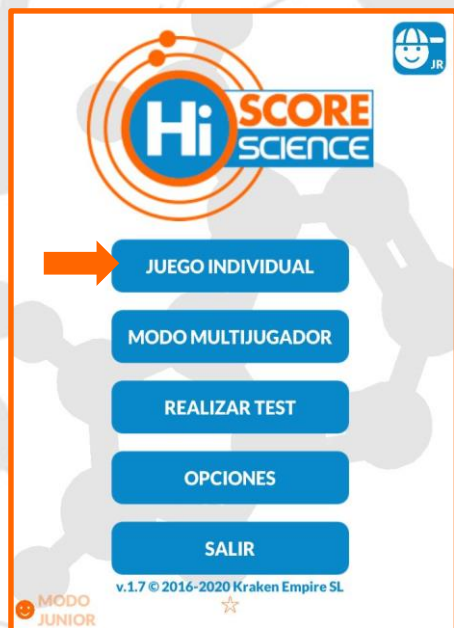 JR
Hi SCORE
SCIENCE
JUEGO INDIVIDUAL
MODO MULTIJUGADOR
REALIZAR TEST
OPCIONES
SALIR
v.1.7 © 2016-2020 Kraken Empire SL
MODO
JUNIOR